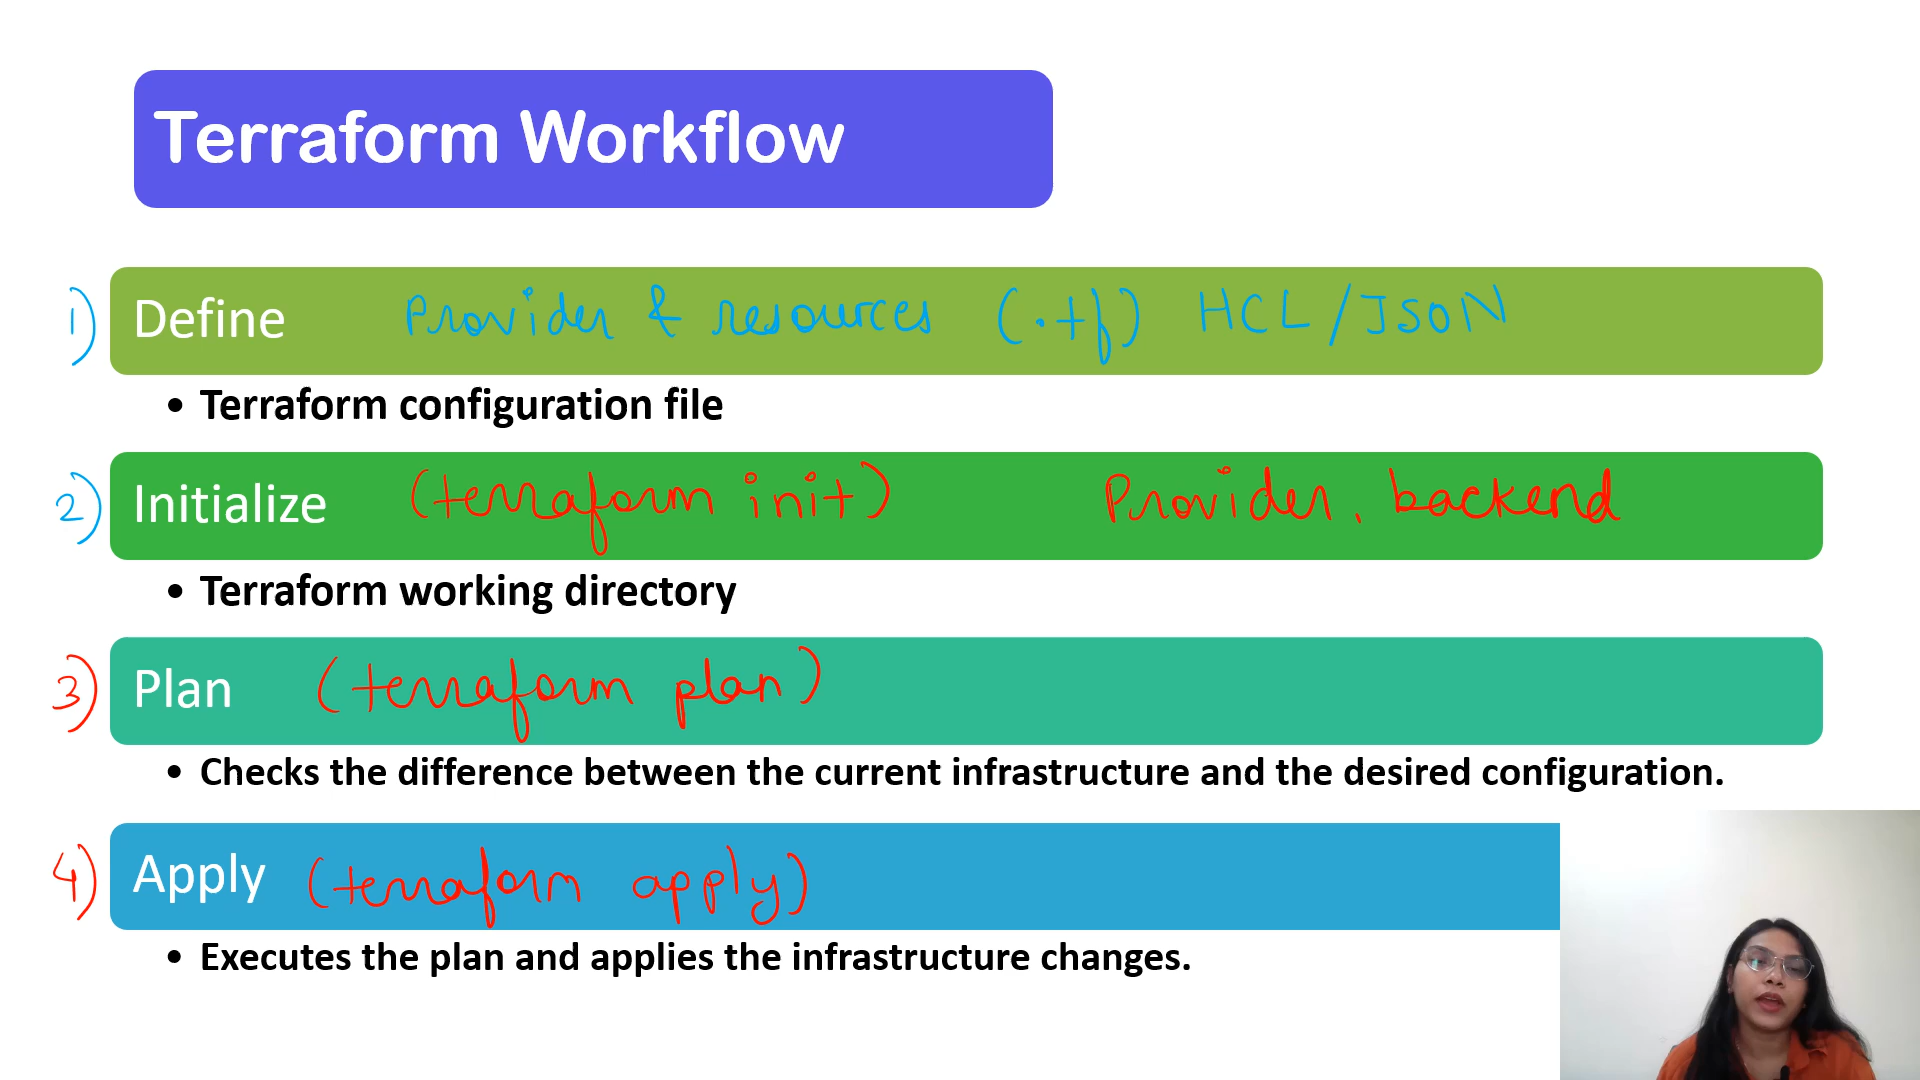 Terraform Workflow
1) Define Provider & resources (.tf) HCL/JSON
• Terraform configuration file
2) Initialize (terraform init) Provider, backend
• Terraform working directory
3) Plan (terraform plan)
• Checks the difference between the current infrastructure and the desired configuration.
4) Apply (terraform apply)
• Executes the plan and applies the infrastructure changes.